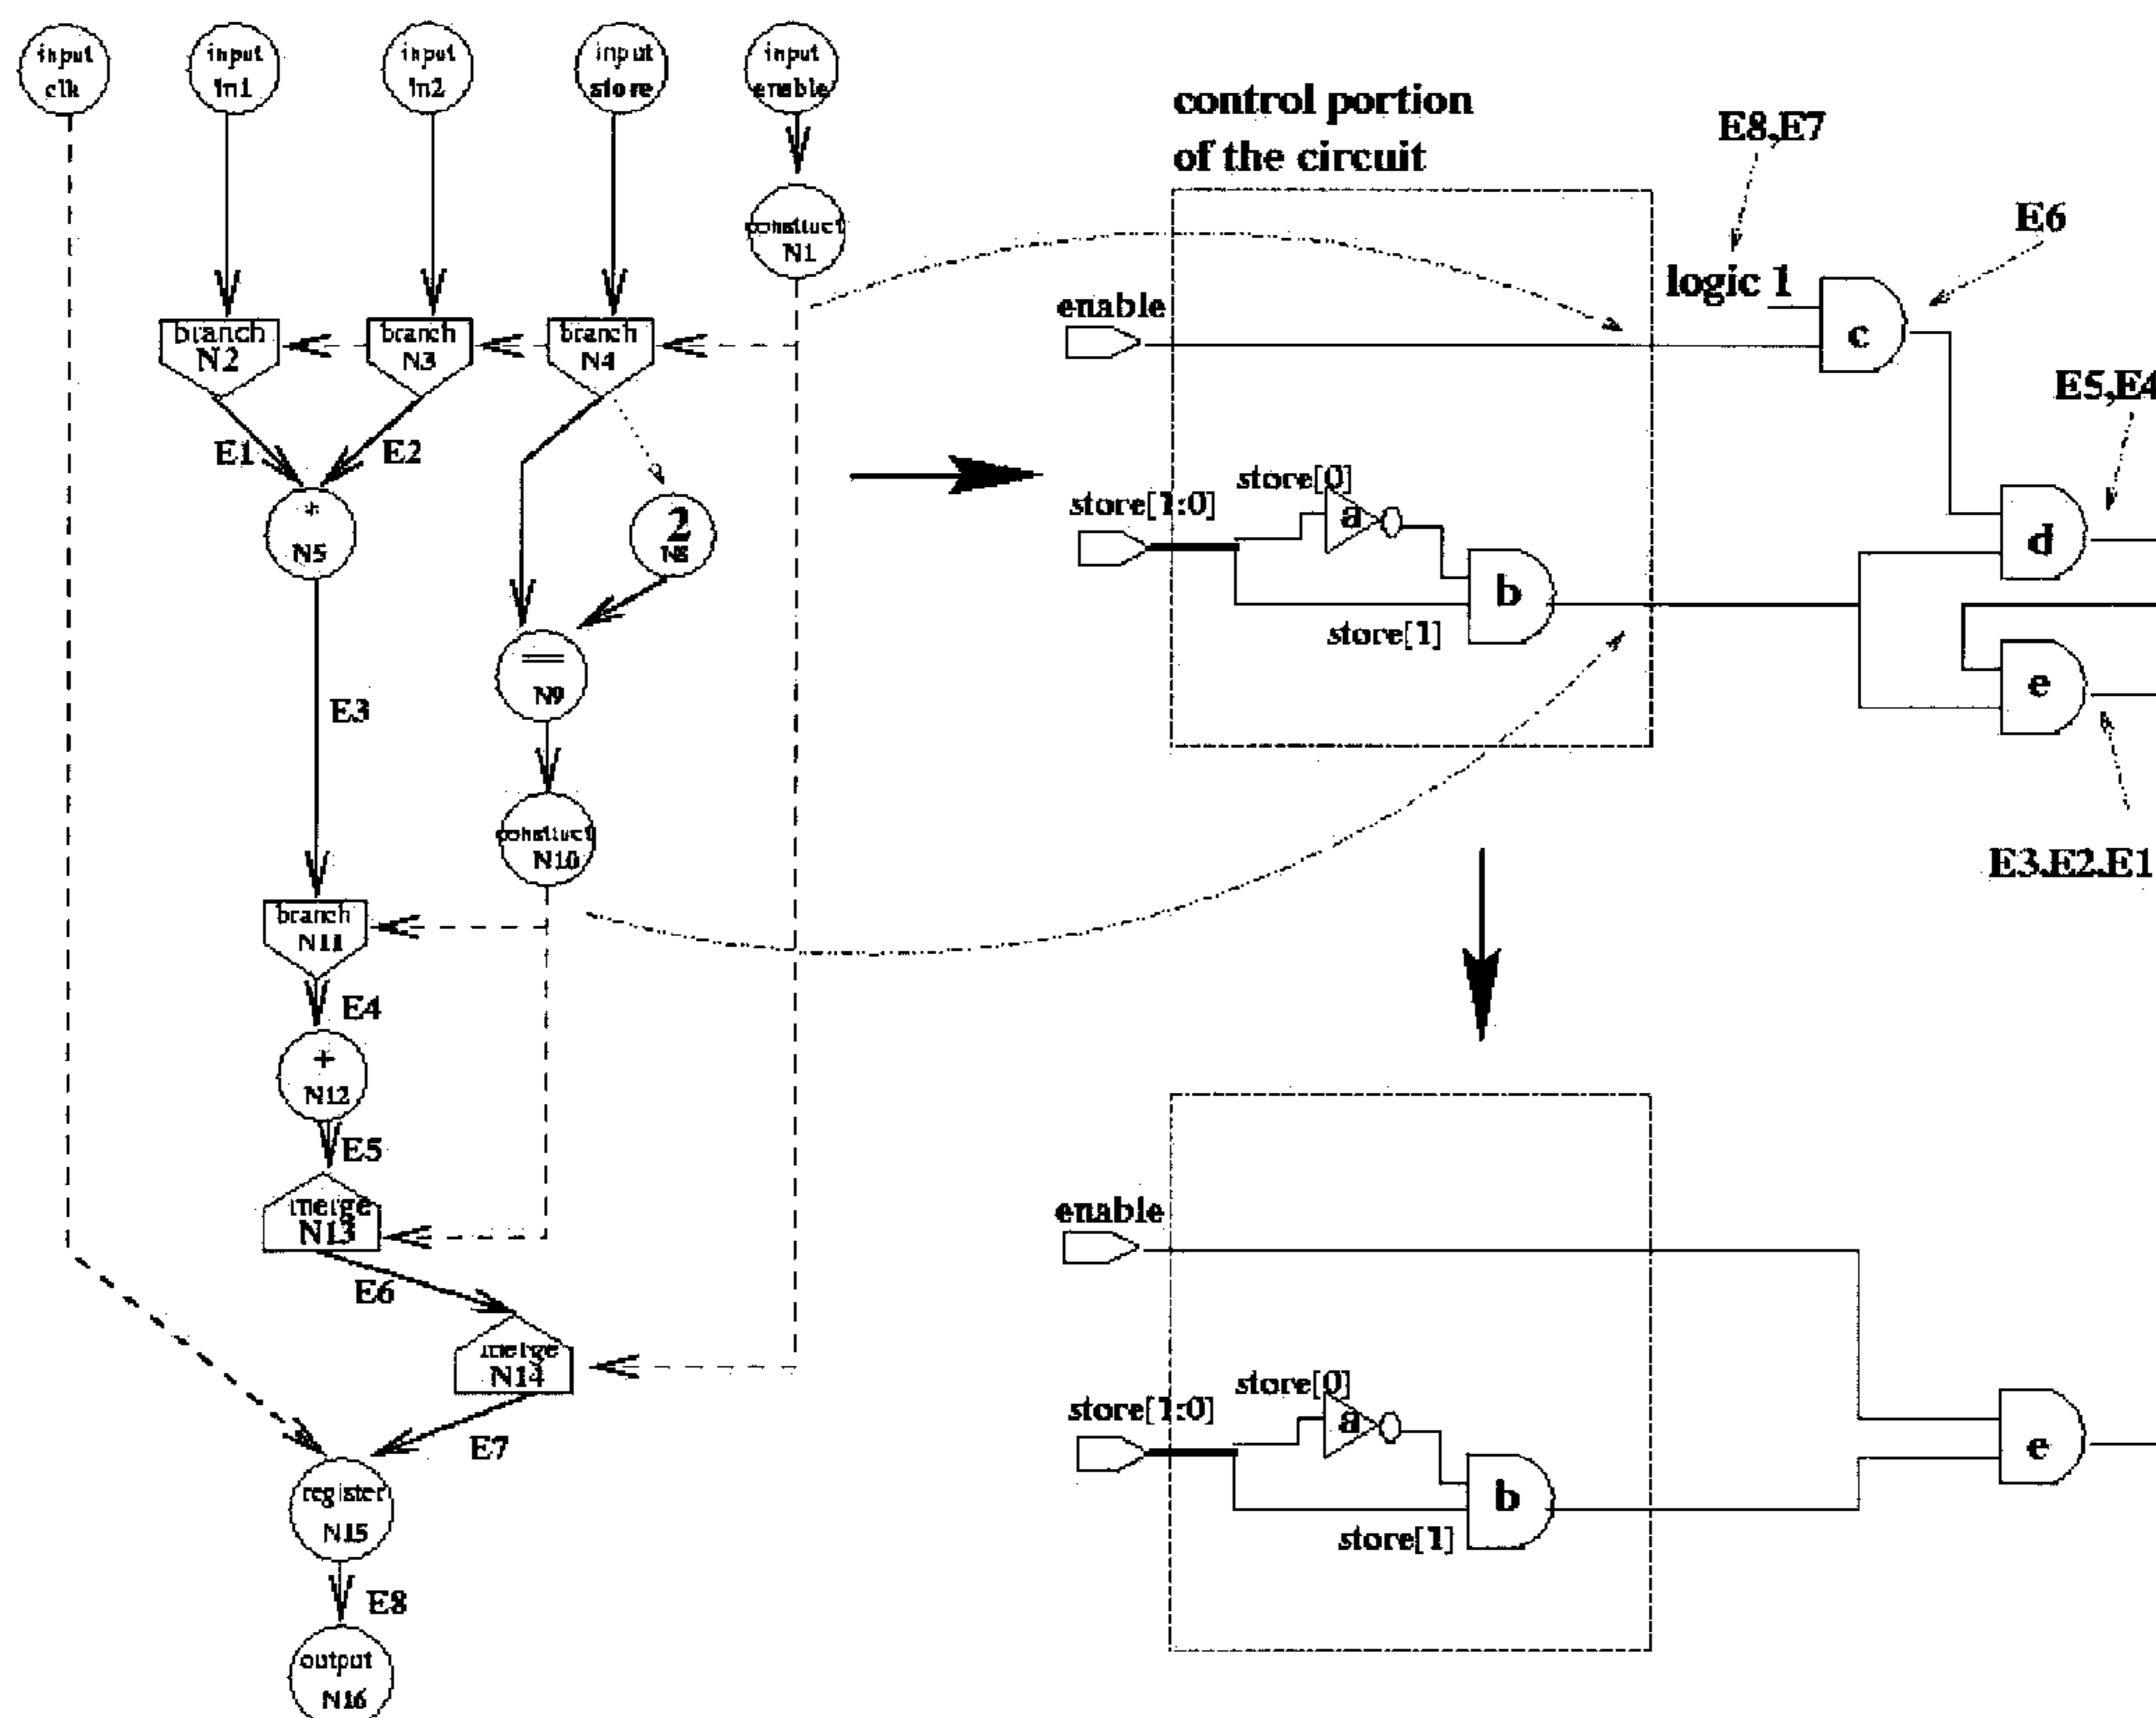 input
clk
input
in1
input
in2
input
store
input
enable
construct
N1
branch
N2
branch
N3
branch
N4
E1
E2
N5
2
N8
==
N9
E3
construct
N10
branch
N11
E4
+
N12
E5
merge
N13
E6
merge
N14
E7
register
N15
E8
output
N16
control portion
of the circuit
E8,E7
E6
logic 1
enable
c
E5,E4
store[0]
store[1:0]
a
b
store[1]
d
e
E3,E2,E1
enable
store[0]
store[1:0]
a
b
store[1]
e